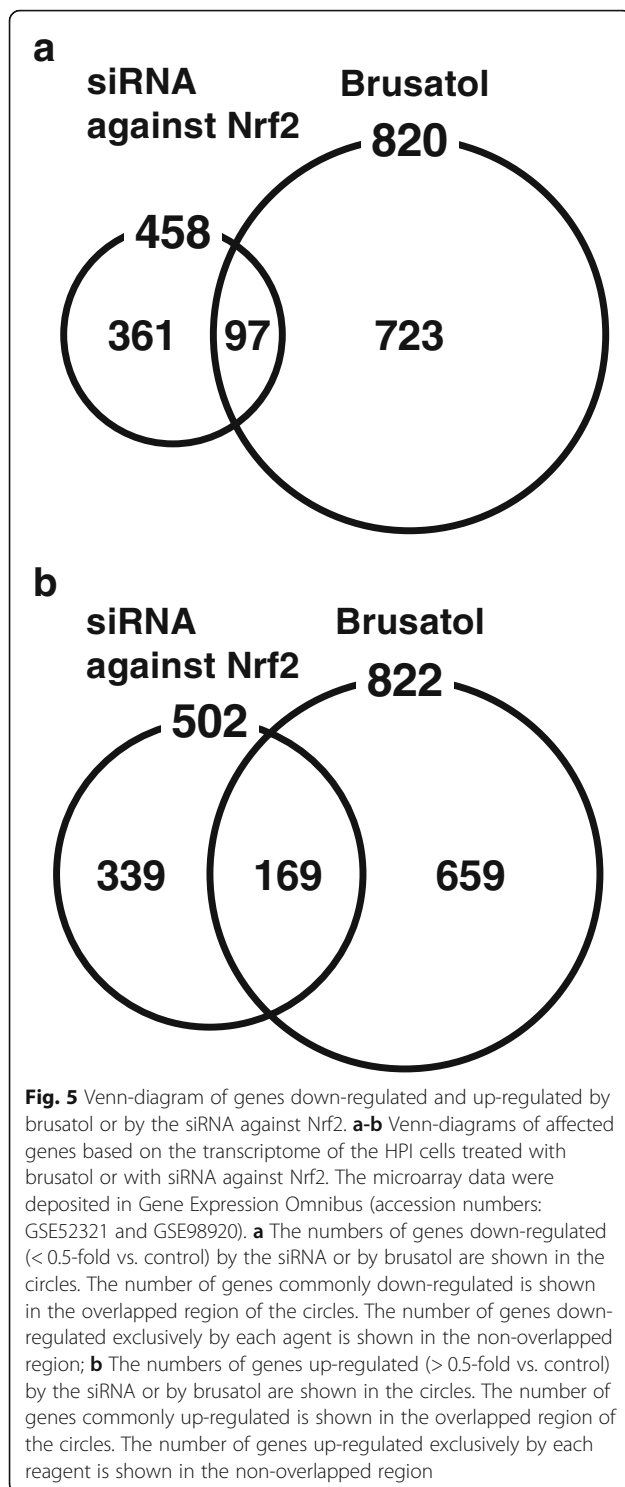 a
siRNA
against Nrf2
Brusatol
820
458
361
97
723
b
siRNA
against Nrf2
Brusatol
822
502
339
169
659
Fig. 5 Venn-diagram of genes down-regulated and up-regulated by
brusatol or by the siRNA against Nrf2. a-b Venn-diagrams of affected
genes based on the transcriptome of the HPI cells treated with
brusatol or with siRNA against Nrf2. The microarray data were
deposited in Gene Expression Omnibus (accession numbers:
GSE52321 and GSE98920). a The numbers of genes down-regulated
(< 0.5-fold vs. control) by the siRNA or by brusatol are shown in the
circles. The number of genes commonly down-regulated is shown
in the overlapped region of the circles. The number of genes down-
regulated exclusively by each agent is shown in the non-overlapped
region; b The numbers of genes up-regulated (> 0.5-fold vs. control)
by the siRNA or by brusatol are shown in the circles. The number of
genes commonly up-regulated is shown in the overlapped region of
the circles. The number of genes up-regulated exclusively by each
reagent is shown in the non-overlapped region